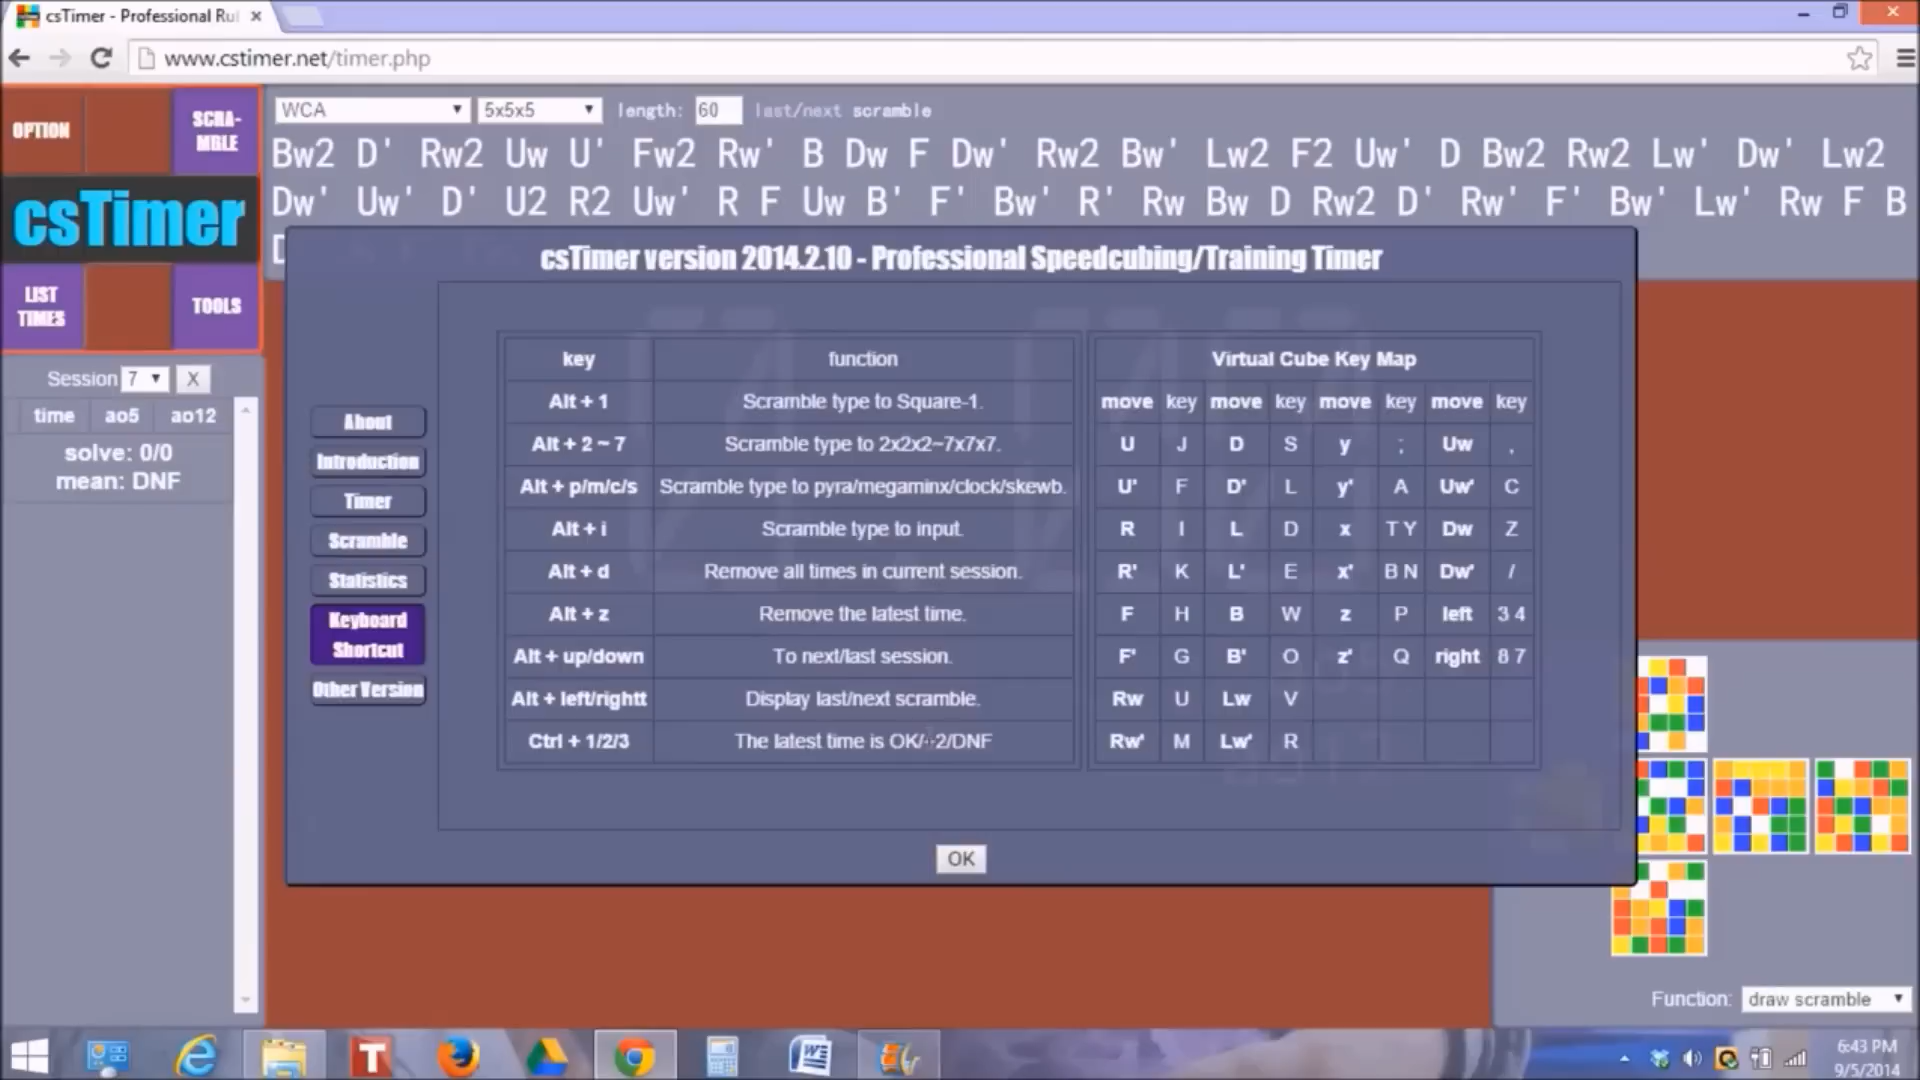 csTimer - Professional Rul
www.cstimer.net/timer.php
OPTION
SCRA-
MBLE
csTimer
LIST
TIMES
TOOLS
WCA 5x5x5 length: 60 last/next scramble
Bw2 D' Rw2 Uw U' Fw2 Rw' B Dw F Dw' Rw2 Bw' Lw2 F2 Uw' D Bw2 Rw2 Lw' Dw' Lw2
Dw' Uw' D' U2 R2 Uw' R F Uw B' F' Bw' R' Rw Bw D Rw2 D' Rw' F' Bw' Lw' Rw F B
Session 7 X
time ao5 ao12
solve: 0/0
mean: DNF
csTimer version 2014.2.10 - Professional Speedcubing/Training Timer
About
Introduction
Timer
Scramble
Statistics
Keyboard
Shortcut
Other Version
key function
Alt + 1 Scramble type to Square-1.
Alt + 2 ~ 7 Scramble type to 2x2x2~7x7x7.
Alt + p/m/c/s Scramble type to pyra/megaminx/clock/skewb.
Alt + i Scramble type to input.
Alt + d Remove all times in current session.
Alt + z Remove the latest time.
Alt + up/down To next/last session.
Alt + left/rightt Display last/next scramble.
Ctrl + 1/2/3 The latest time is OK/+2/DNF
Virtual Cube Key Map
move key move key move key move key
U J D S y ; Uw ,
U' F D' L y' A Uw' C
R I L D x T Y Dw Z
R' K L' E x' B N Dw' /
F H B W z P left 3 4
F' G B' O z' Q right 8 7
Rw U Lw V
Rw' M Lw' R
OK
Function: draw scramble
6:43 PM
9/5/2014